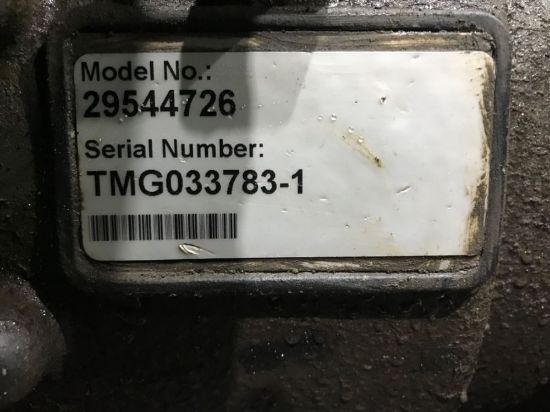 Model No.:
29544726
Serial Number:
TMG033783-1